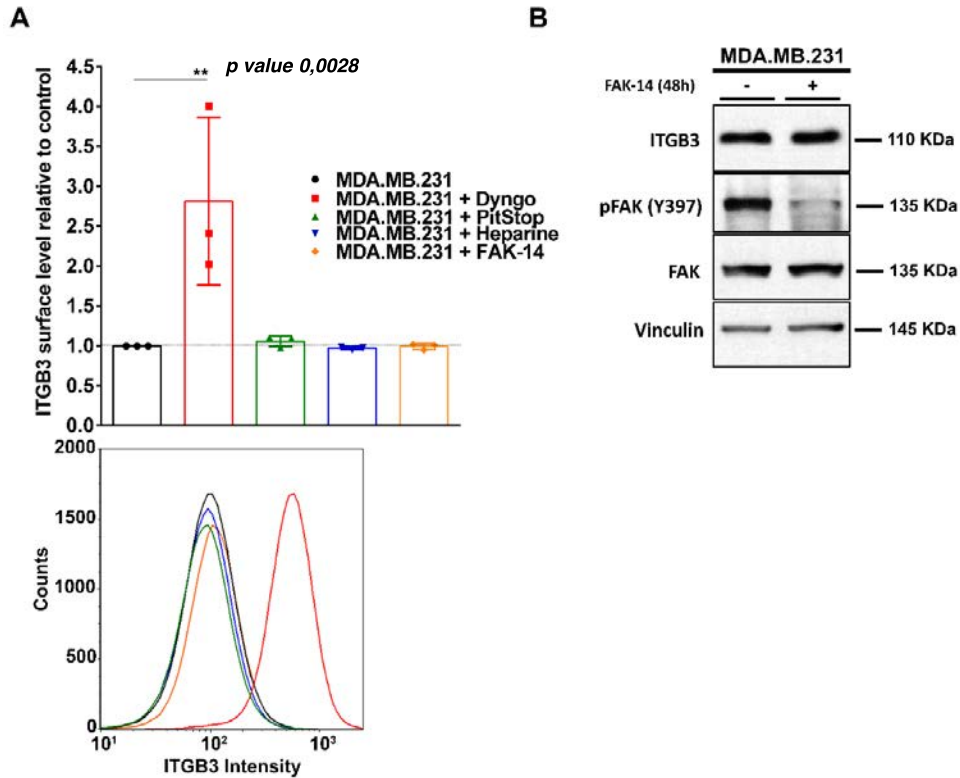 A
** p value 0,0028
4.5
4.0
3.5
3.0
2.5
2.0
1.5
1.0
0.5
0.0
ITGB3 surface level relative to control
MDA.MB.231
MDA.MB.231 + Dyngo
MDA.MB.231 + PitStop
MDA.MB.231 + Heparine
MDA.MB.231 + FAK-14
2000
1500
1000
500
0
Counts
10¹ 10² 10³
ITGB3 Intensity
B
MDA.MB.231
FAK-14 (48h) - +
ITGB3 110 KDa
pFAK (Y397) 135 KDa
FAK 135 KDa
Vinculin 145 KDa